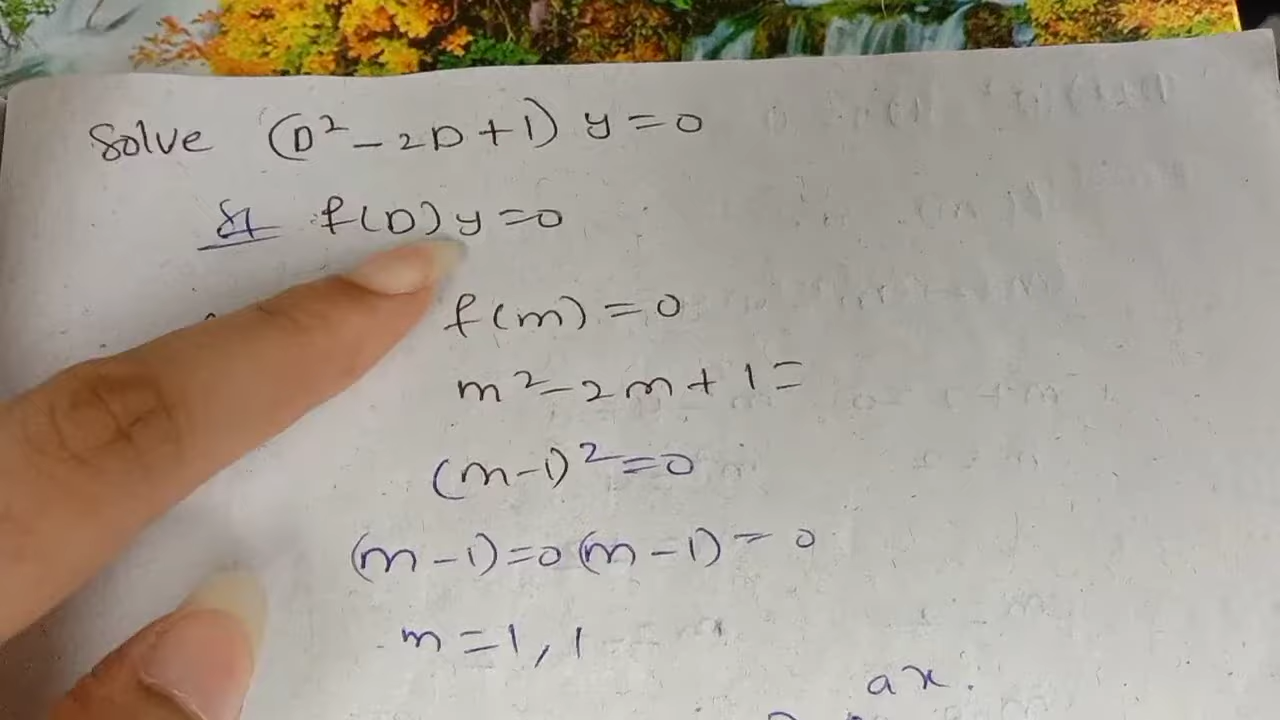 Solve (D² - 2D + 1) y = 0
f(D) y = 0
f(m) = 0
m² - 2m + 1 =
(m - 1)² = 0
(m - 1) = 0 (m - 1) = 0
m = 1, 1
ax